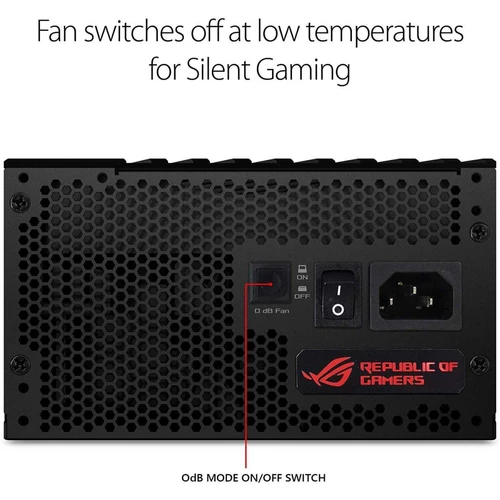 Fan switches off at low temperatures
for Silent Gaming
ON
OFF
0 dB Fan
REPUBLIC OF
GAMERS
0dB MODE ON/OFF SWITCH